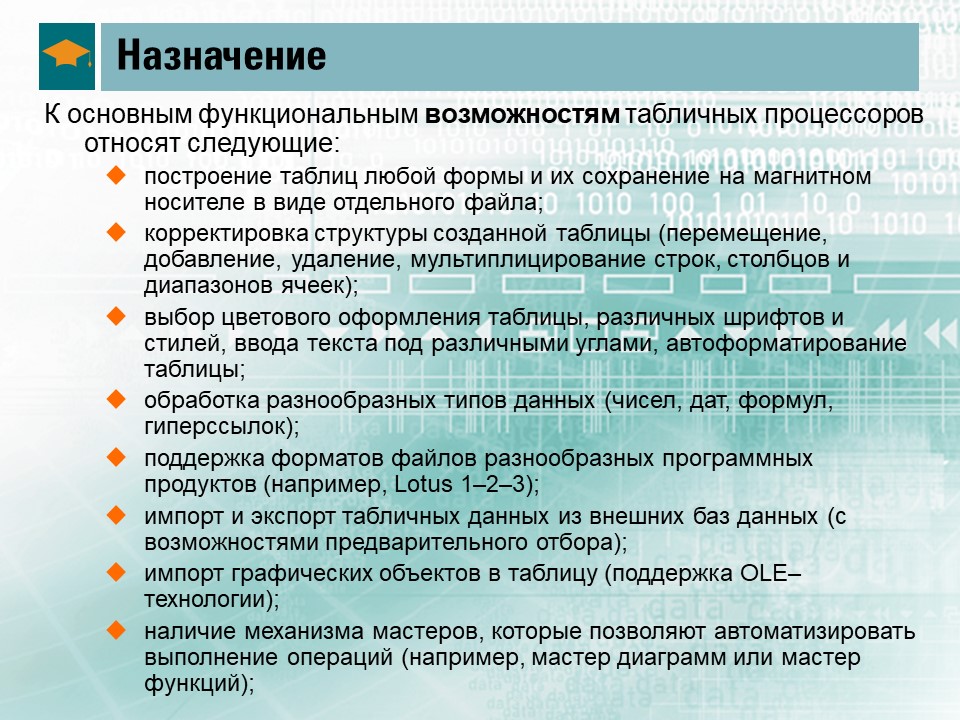 Назначение
К основным функциональным возможностям табличных процессоров
относят следующие:
построение таблиц любой формы и их сохранение на магнитном
носителе в виде отдельного файла;
корректировка структуры созданной таблицы (перемещение,
добавление, удаление, мультиплицирование строк, столбцов и
диапазонов ячеек);
выбор цветового оформления таблицы, различных шрифтов и
стилей, ввода текста под различными углами, автоформатирование
таблицы;
обработка разнообразных типов данных (чисел, дат, формул,
гиперссылок);
поддержка форматов файлов разнообразных программных
продуктов (например, Lotus 1–2–3);
импорт и экспорт табличных данных из внешних баз данных (с
возможностями предварительного отбора);
импорт графических объектов в таблицу (поддержка OLE–
технологии);
наличие механизма мастеров, которые позволяют автоматизировать
выполнение операций (например, мастер диаграмм или мастер
функций);